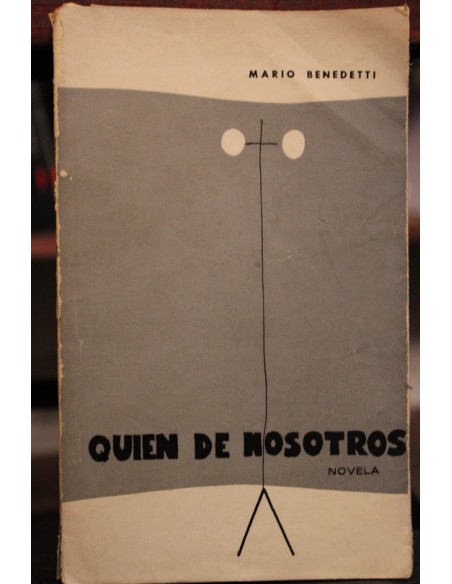 MARIO BENEDETTI
QUIEN DE NOSOTROS
NOVELA